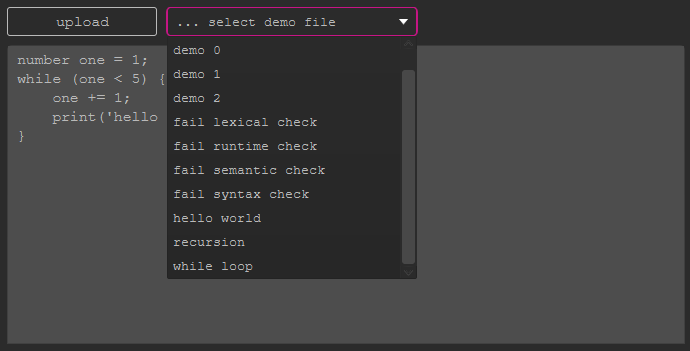 upload
... select demo file
number one = 1;
while (one < 5) {
one += 1;
print('hello
}
demo 0
demo 1
demo 2
fail lexical check
fail runtime check
fail semantic check
fail syntax check
hello world
recursion
while loop